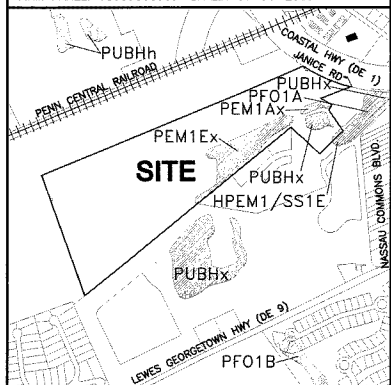 PUBHh
COASTAL HWY (DE 1)
JANICE RD
PENN CENTRAL RAILROAD
PUBHx
PFO1A
PEM1Ax
PEM1Ex
SITE
PUBHx
HPEM1/SS1E
NASSAU COMMONS BLVD.
PUBHx
LEWES GEORGETOWN HWY (DE 9)
PFO1B